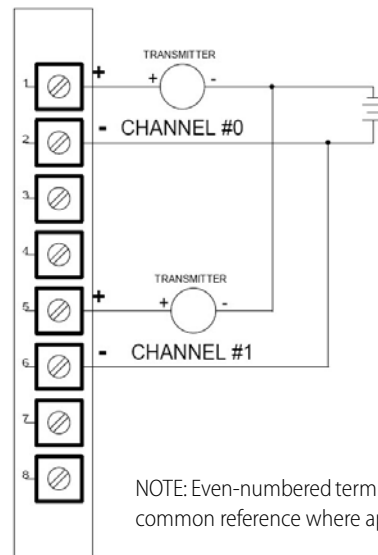 TRANSMITTER
1 + + -
2 - CHANNEL #0
3
4
TRANSMITTER
5 + + -
6 - CHANNEL #1
7
8
NOTE: Even-numbered term
common reference where